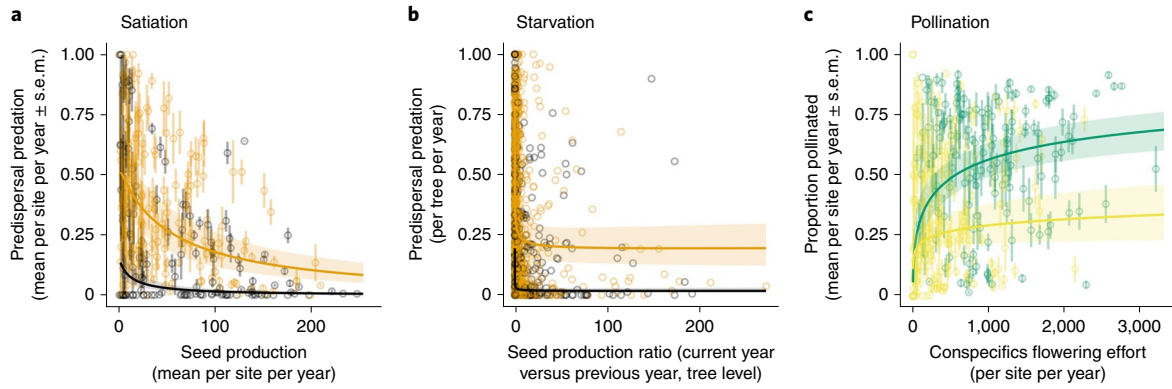 a
Satiation
Predispersal predation
(mean per site per year ± s.e.m.)
1.00
0.75
0.50
0.25
0
0
100
200
Seed production
(mean per site per year)
b
Starvation
Predispersal predation
(per tree per year)
1.00
0.75
0.50
0.25
0
0
100
200
Seed production ratio (current year
versus previous year, tree level)
c
Pollination
Proportion pollinated
(mean per site per year ± s.e.m.)
1.00
0.75
0.50
0.25
0
0
1,000
2,000
3,000
Conspecifics flowering effort
(per site per year)